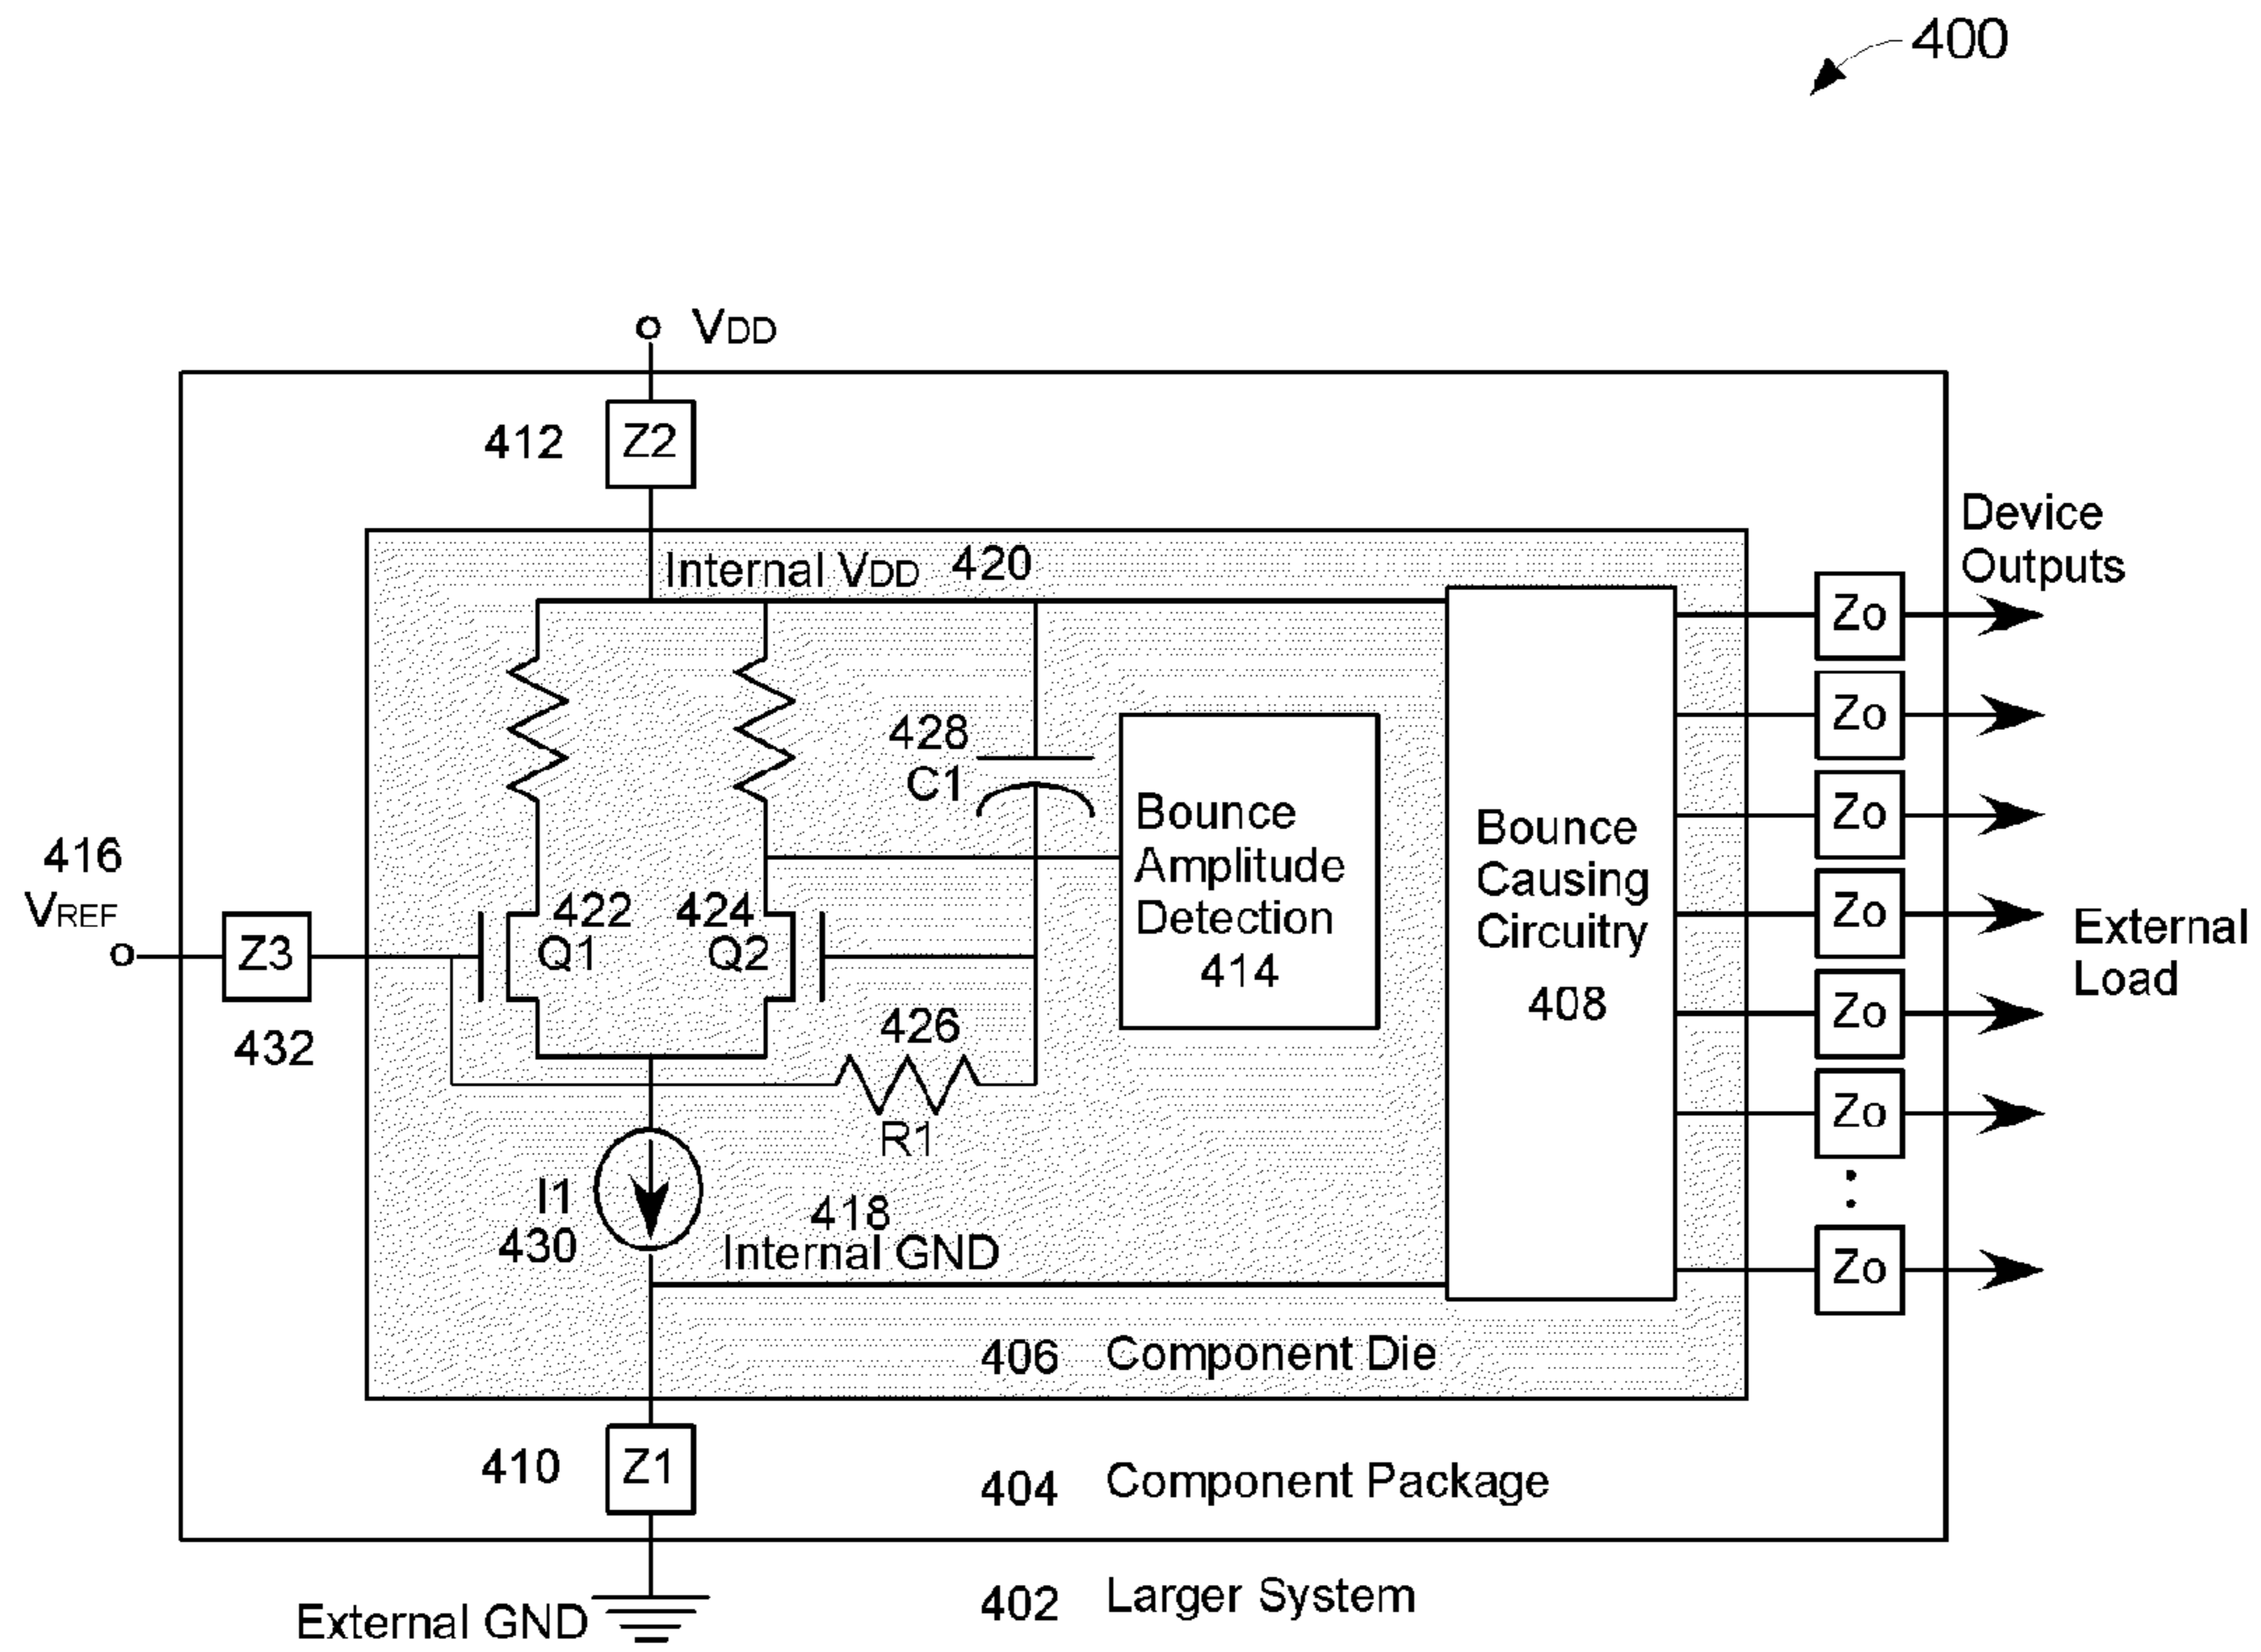 400
VDD
412
Z2
Device
Outputs
Internal VDD 420
Zo
Zo
428
C1
Bounce
Amplitude
Detection
414
Bounce
Causing
Circuitry
408
Zo
416
VREF
Z3
432
422
Q1
424
Q2
Zo
External
Load
426
R1
Zo
Zo
:
I1
430
418
Internal GND
Zo
406 Component Die
410
Z1
404 Component Package
External GND
402 Larger System